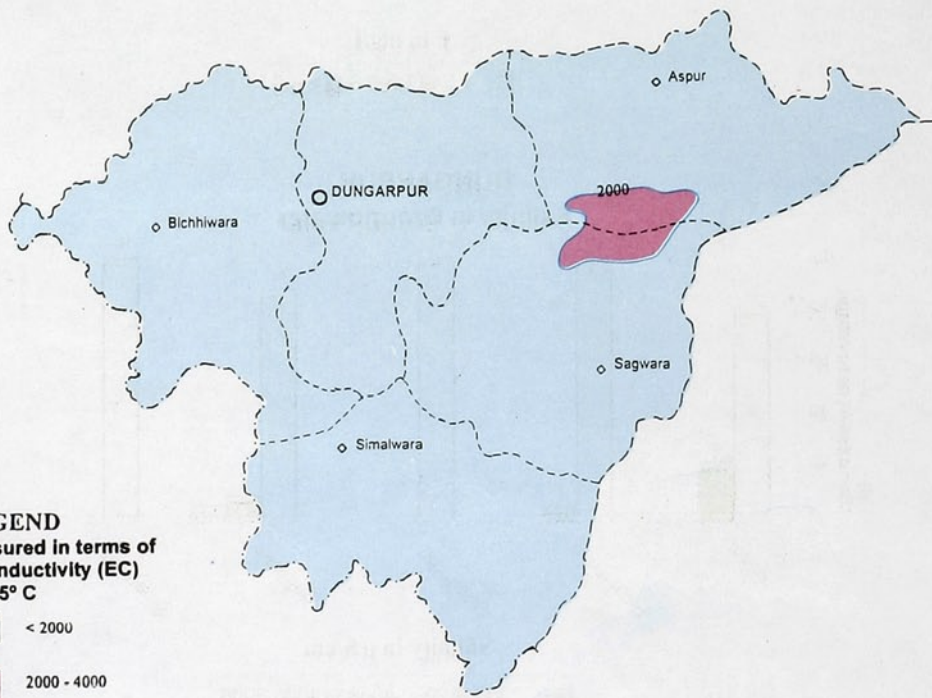 Aspur
2000
DUNGARPUR
Bichhiwara
Sagwara
Simalwara
GEND
sured in terms of
nductivity (EC)
5° C
< 2000
2000 - 4000